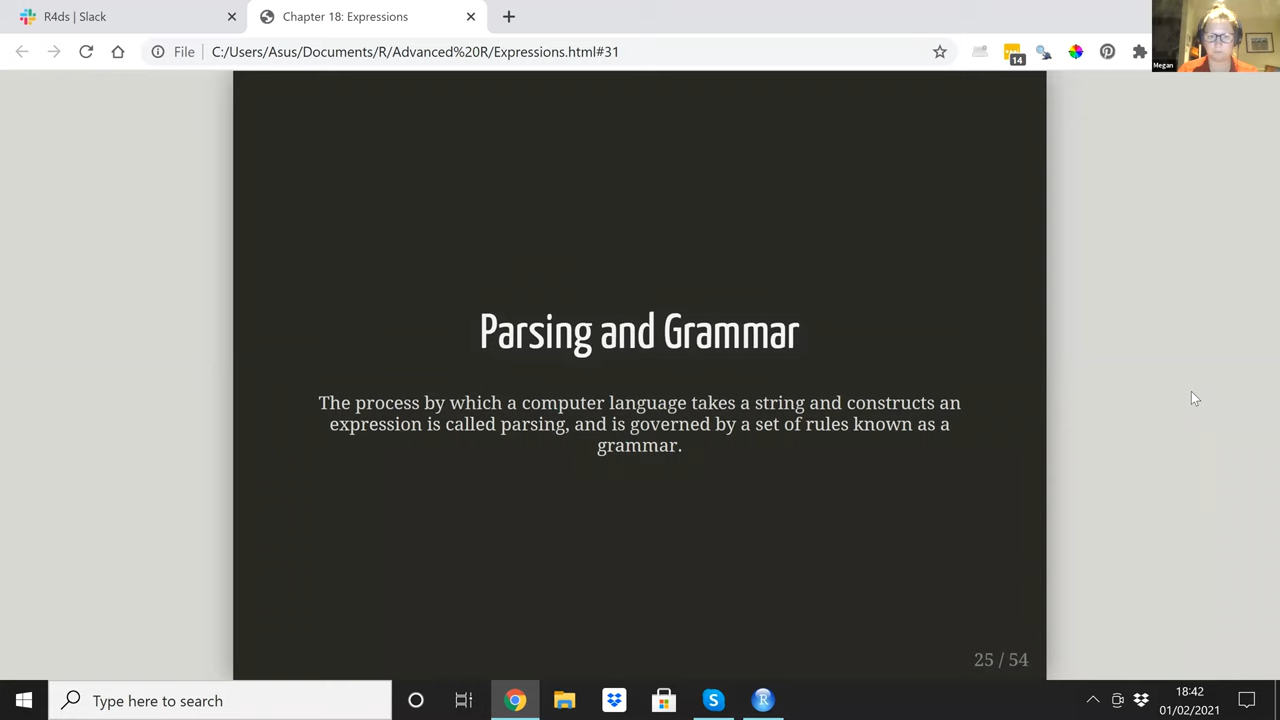 R4ds | Slack
Chapter 18: Expressions
File
C:/Users/Asus/Documents/R/Advanced%20R/Expressions.html#31
14
Megan
Parsing and Grammar
The process by which a computer language takes a string and constructs an
expression is called parsing, and is governed by a set of rules known as a
grammar.
25 / 54
Type here to search
18:42
01/02/2021